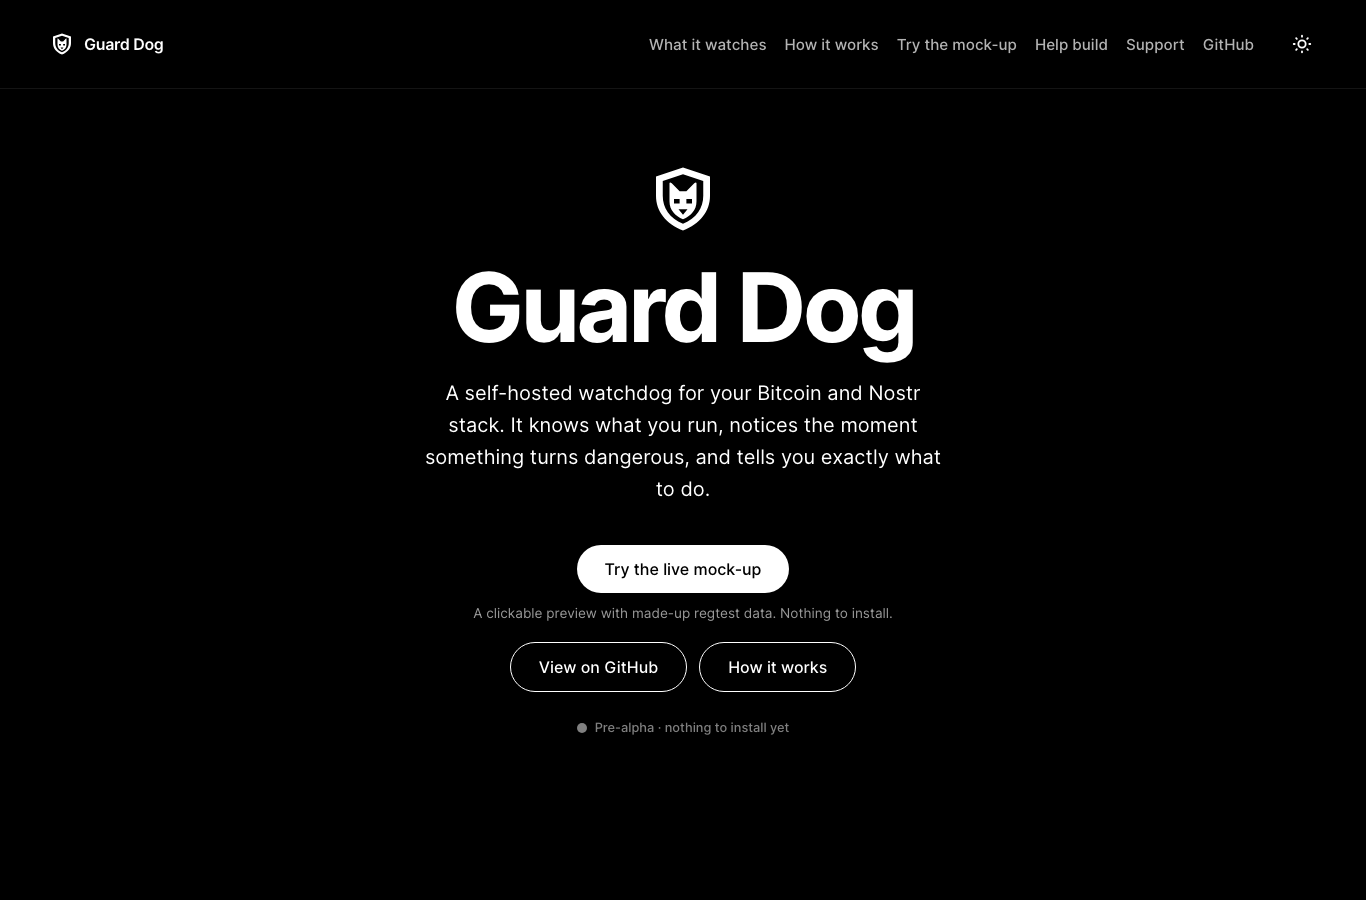 Guard Dog
What it watches
How it works
Try the mock-up
Help build
Support
GitHub
Guard Dog
A self-hosted watchdog for your Bitcoin and Nostr
stack. It knows what you run, notices the moment
something turns dangerous, and tells you exactly what
to do.
Try the live mock-up
A clickable preview with made-up regtest data. Nothing to install.
View on GitHub
How it works
Pre-alpha · nothing to install yet